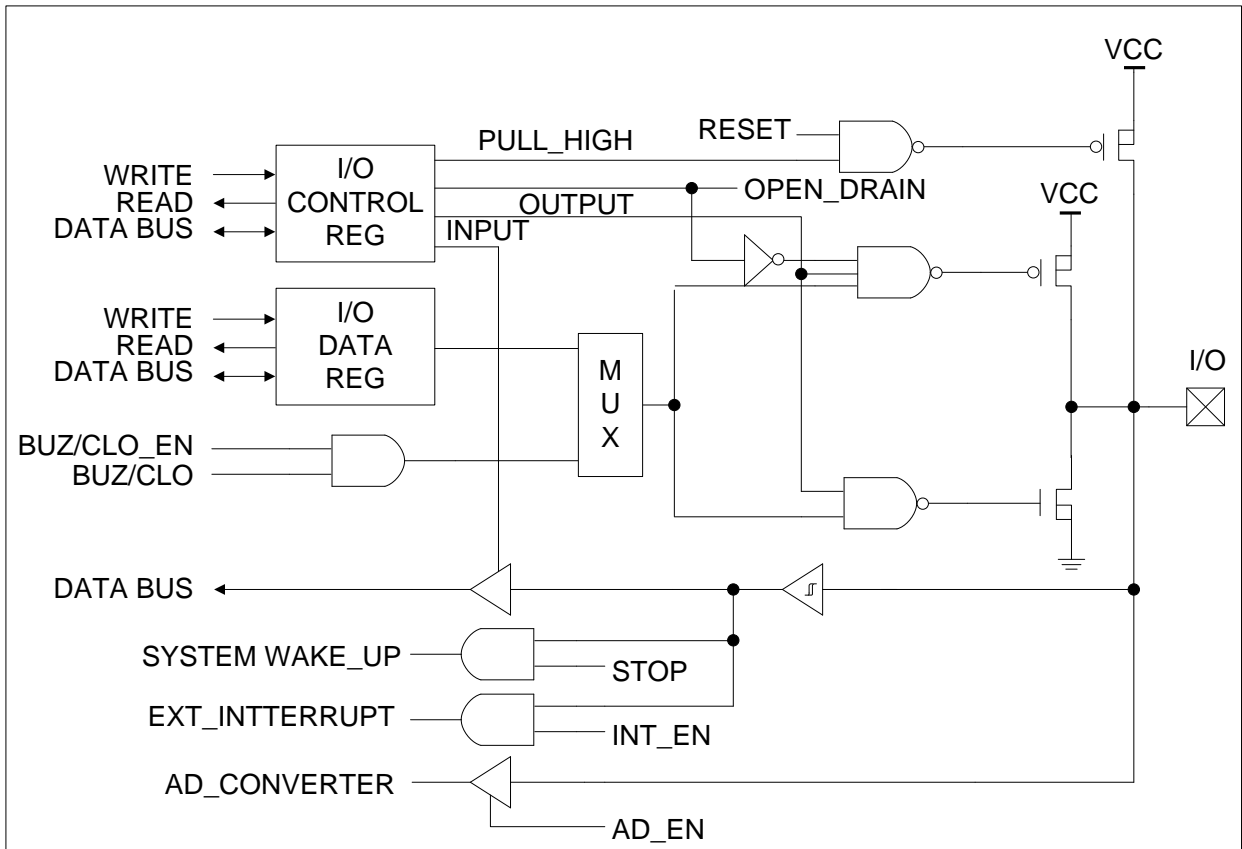 VCC
RESET
PULL_HIGH
I/O
CONTROL
REG
WRITE
READ
DATA BUS
OPEN_DRAIN
OUTPUT
INPUT
VCC
I/O
DATA
REG
WRITE
READ
DATA BUS
MUX
I/O
BUZ/CLO_EN
BUZ/CLO
DATA BUS
SYSTEM WAKE_UP
STOP
EXT_INTTERRUPT
INT_EN
AD_CONVERTER
AD_EN